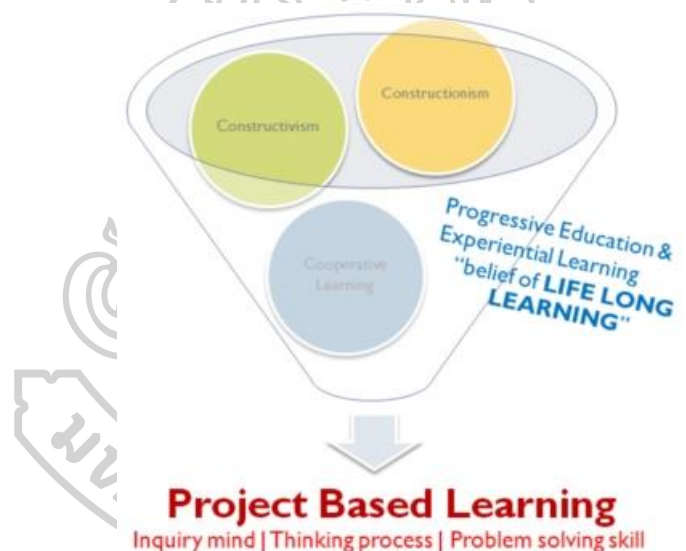 Constructionism
Constructivism
Progressive Education &
Experiential Learning
"belief of LIFE LONG
LEARNING"
Cooperative
Learning
Project Based Learning
Inquiry mind | Thinking process | Problem solving skill